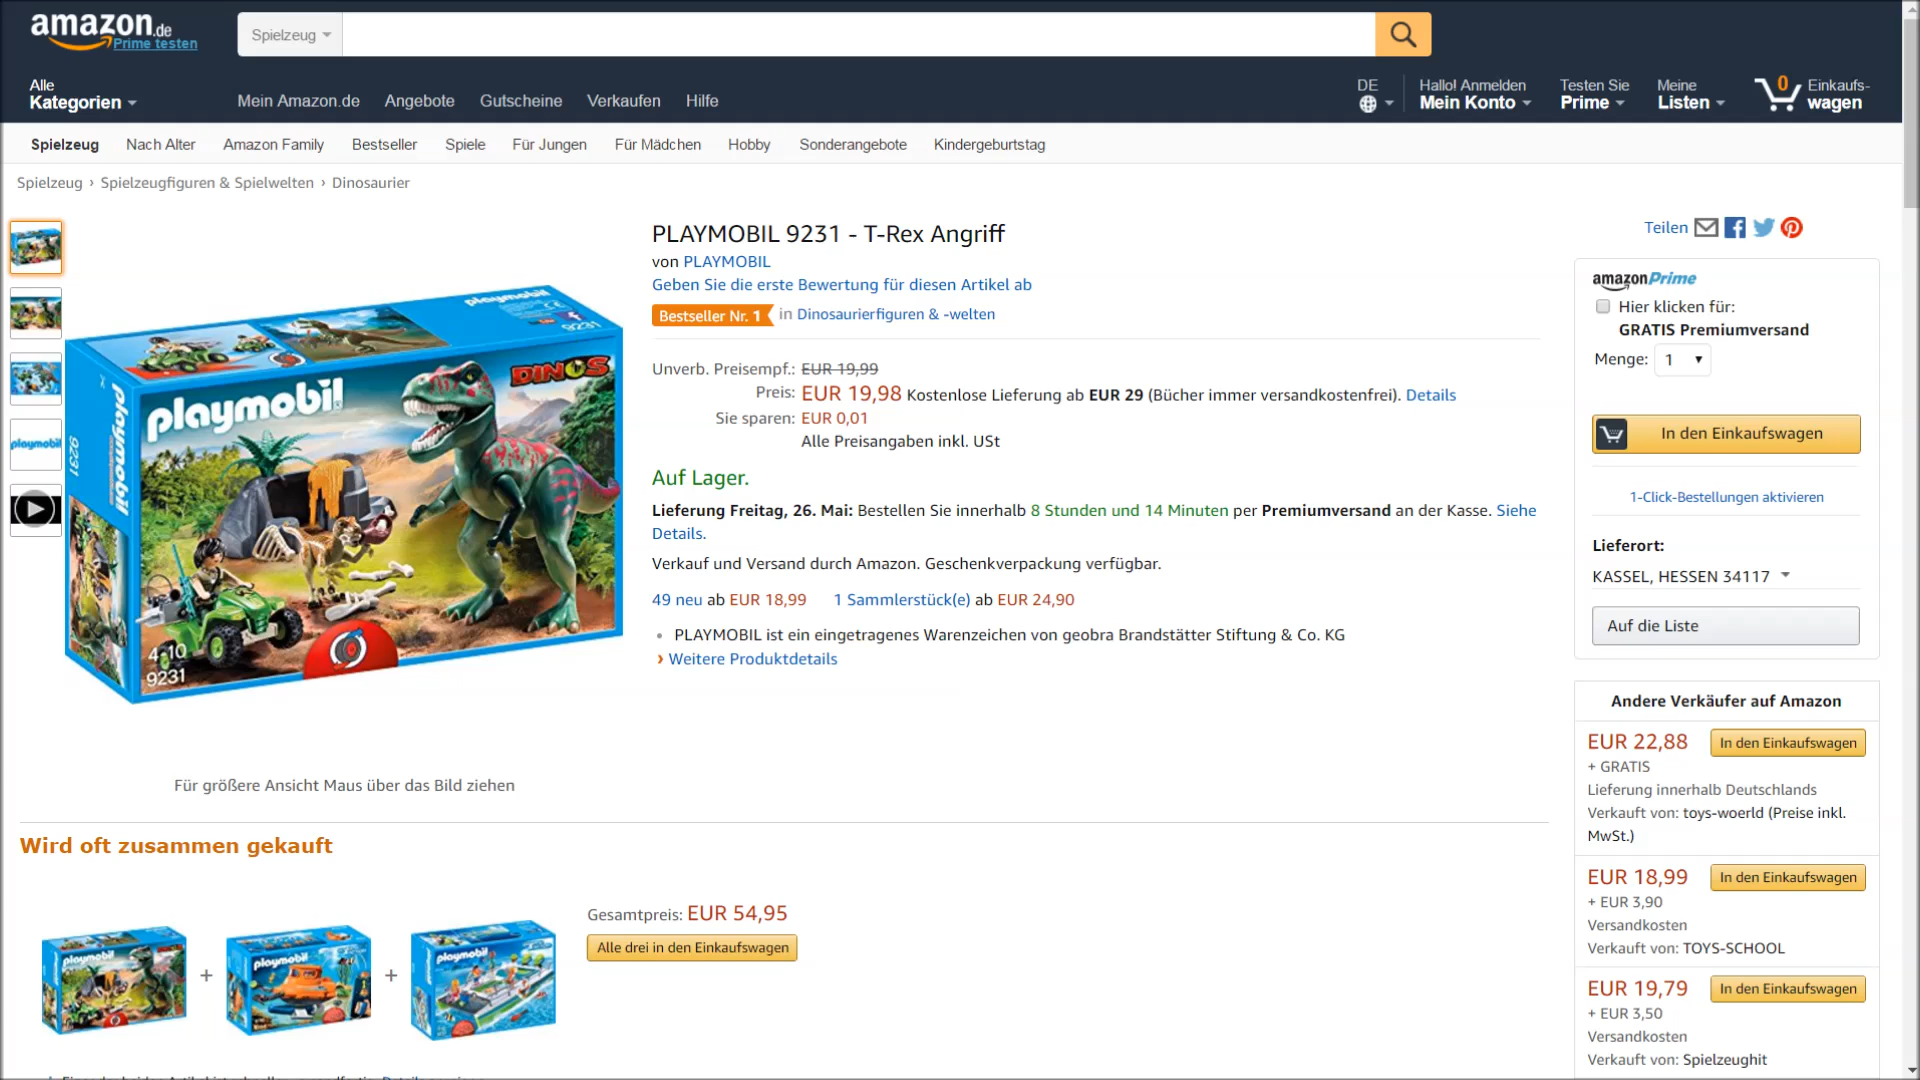 amazon.de
Prime testen
Spielzeug
Alle
Kategorien
Mein Amazon.de
Angebote
Gutscheine
Verkaufen
Hilfe
DE
Hallo! Anmelden
Mein Konto
Testen Sie
Prime
Meine
Listen
0
Einkaufs-
wagen
Spielzeug
Nach Alter
Amazon Family
Bestseller
Spiele
Für Jungen
Für Mädchen
Hobby
Sonderangebote
Kindergeburtstag
Spielzeug › Spielzeugfiguren & Spielwelten › Dinosaurier
playmobil
playmobil
9231
DINOS
playmobil
playmobil
9231
4-10
9231
Für größere Ansicht Maus über das Bild ziehen
PLAYMOBIL 9231 - T-Rex Angriff
von PLAYMOBIL
Geben Sie die erste Bewertung für diesen Artikel ab
Bestseller Nr. 1 in Dinosaurierfiguren & -welten
Unverb. Preisempf.: EUR 19,99
Preis: EUR 19,98 Kostenlose Lieferung ab EUR 29 (Bücher immer versandkostenfrei). Details
Sie sparen: EUR 0,01
Alle Preisangaben inkl. USt
Auf Lager.
Lieferung Freitag, 26. Mai: Bestellen Sie innerhalb 8 Stunden und 14 Minuten per Premiumversand an der Kasse. Siehe
Details.
Verkauf und Versand durch Amazon. Geschenkverpackung verfügbar.
49 neu ab EUR 18,99 1 Sammlerstück(e) ab EUR 24,90
• PLAYMOBIL ist ein eingetragenes Warenzeichen von geobra Brandstätter Stiftung & Co. KG
› Weitere Produktdetails
Teilen
amazonPrime
Hier klicken für:
GRATIS Premiumversand
Menge: 1
In den Einkaufswagen
1-Click-Bestellungen aktivieren
Lieferort:
KASSEL, HESSEN 34117
Auf die Liste
Andere Verkäufer auf Amazon
EUR 22,88 In den Einkaufswagen
+ GRATIS
Lieferung innerhalb Deutschlands
Verkauft von: toys-woerld (Preise inkl.
MwSt.)
EUR 18,99 In den Einkaufswagen
+ EUR 3,90
Versandkosten
Verkauft von: TOYS-SCHOOL
EUR 19,79 In den Einkaufswagen
+ EUR 3,50
Versandkosten
Verkauft von: Spielzeughit
Wird oft zusammen gekauft
playmobil
+
playmobil
+
playmobil
Gesamtpreis: EUR 54,95
Alle drei in den Einkaufswagen